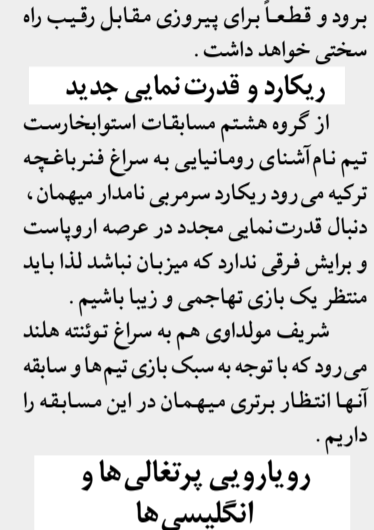 برود و قطعاً برای پیروزی مقابل رقیب راه
سختی خواهد داشت .
ریکارد و قدرت نمایی جدید
از گروه هشتم مسابقات استوابخارست
تیم نام‌آشنای رومانیایی به سراغ فنرباغچه
ترکیه می‌رود ریکارد سرمربی نامدار میهمان ،
دنبال قدرت‌نمایی مجدد در عرصه اروپاست
و برایش فرقی ندارد که میزبان نباشد لذا باید
منتظر یک بازی تهاجمی و زیبا باشیم .
شریف مولداوی هم به سراغ توئنته هلند
می‌رود که با توجه به سبک بازی تیم‌ها و سابقه
آنها انتظار برتری میهمان در این مسابقه را
داریم .
رویارویی پرتغالی‌ها و
انگلیسی‌ها